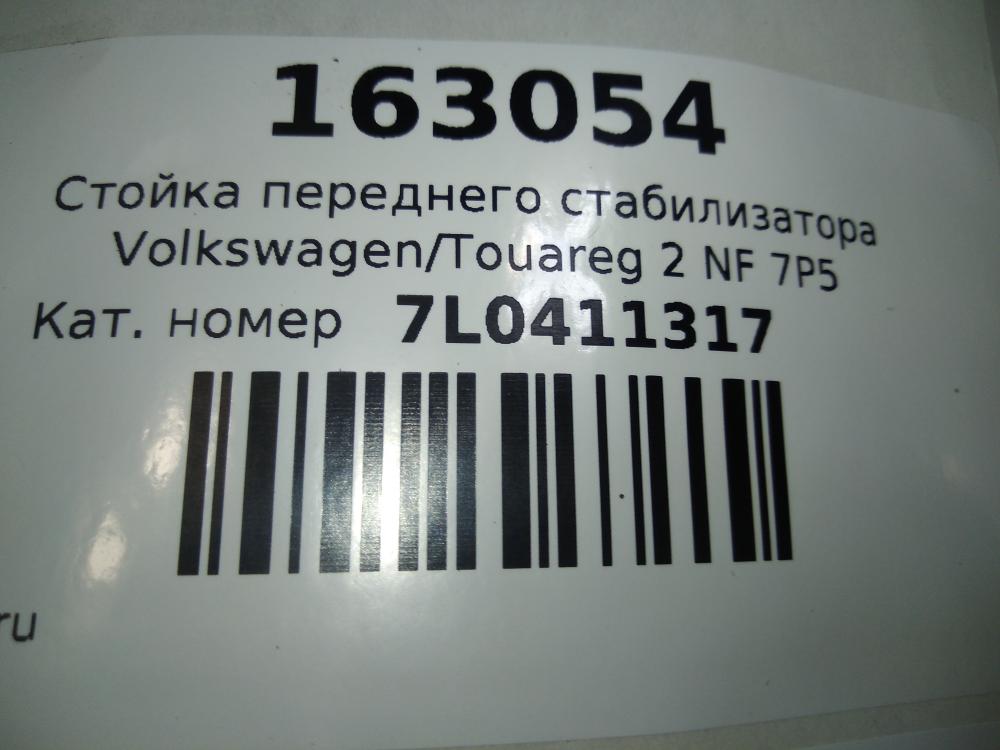 163054
Стойка переднего стабилизатора
Volkswagen/Touareg 2 NF 7P5
Кат. номер 7L0411317
ru